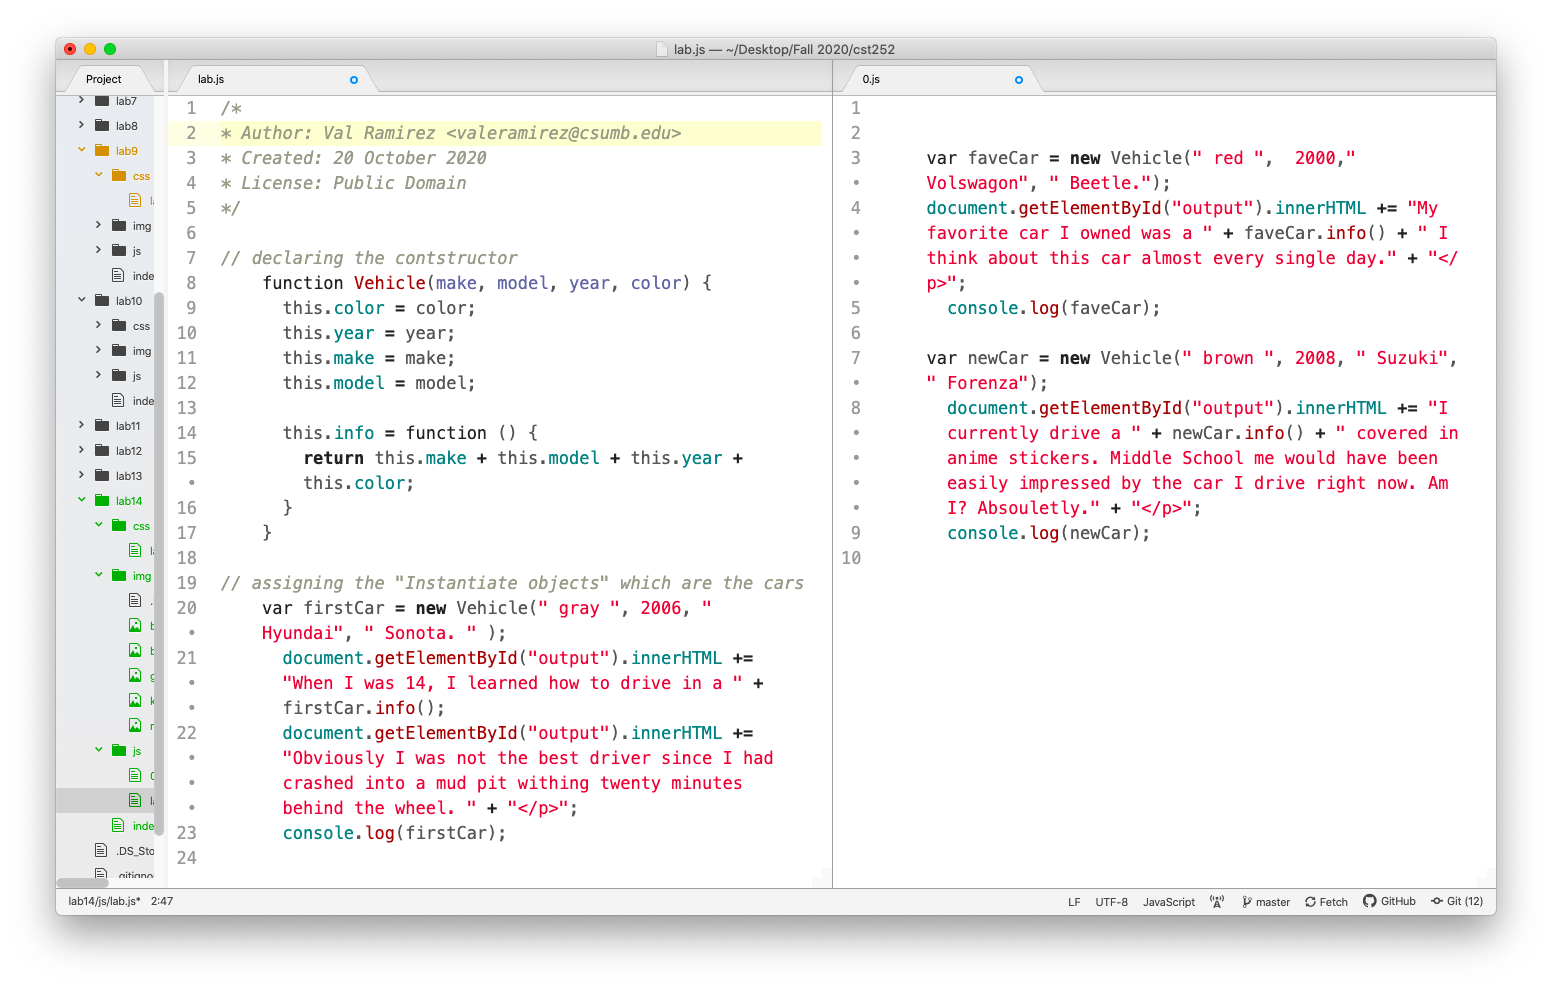 lab.js — ~/Desktop/Fall 2020/cst252
Project
lab7
lab8
lab9
css
img
js
inde
lab10
css
img
js
inde
lab11
lab12
lab13
lab14
css
img
js
inde
.DS_Sto
.gitigno
lab.js
1 /*
2 * Author: Val Ramirez <valeramirez@csumb.edu>
3 * Created: 20 October 2020
4 * License: Public Domain
5 */
6
7 // declaring the contstructor
8 function Vehicle(make, model, year, color) {
9 this.color = color;
10 this.year = year;
11 this.make = make;
12 this.model = model;
13
14 this.info = function () {
15 return this.make + this.model + this.year +
• this.color;
16 }
17 }
18
19 // assigning the "Instantiate objects" which are the cars
20 var firstCar = new Vehicle(" gray ", 2006, "
• Hyundai", " Sonota. " );
21 document.getElementById("output").innerHTML +=
• "When I was 14, I learned how to drive in a " +
• firstCar.info();
22 document.getElementById("output").innerHTML +=
• "Obviously I was not the best driver since I had
• crashed into a mud pit withing twenty minutes
• behind the wheel. " + "</p>";
23 console.log(firstCar);
24
0.js
1
2
3 var faveCar = new Vehicle(" red ",  2000,"
• Volswagon", " Beetle.");
4 document.getElementById("output").innerHTML += "My
• favorite car I owned was a " + faveCar.info() + " I
• think about this car almost every single day." + "</
• p>";
5 console.log(faveCar);
6
7 var newCar = new Vehicle(" brown ", 2008, " Suzuki",
• " Forenza");
8 document.getElementById("output").innerHTML += "I
• currently drive a " + newCar.info() + " covered in
• anime stickers. Middle School me would have been
• easily impressed by the car I drive right now. Am
• I? Absouletly." + "</p>";
9 console.log(newCar);
10
lab14/js/lab.js* 2:47
LF UTF-8 JavaScript master Fetch GitHub Git (12)